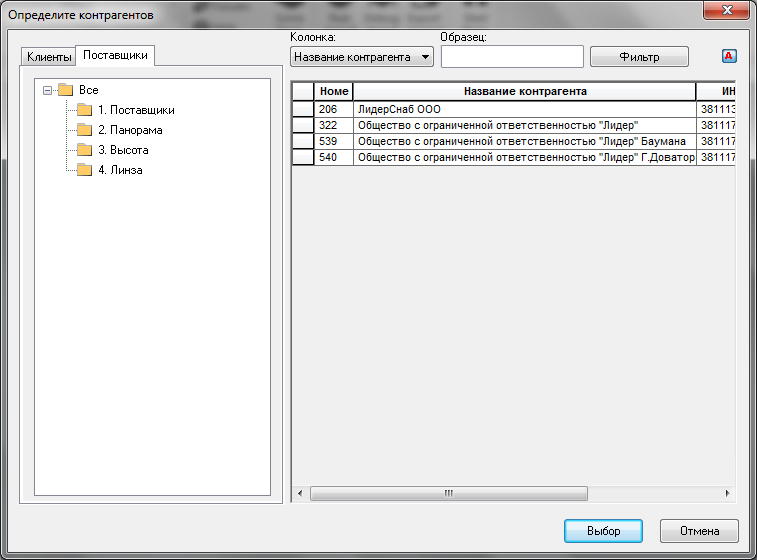 Определите контрагентов
Клиенты
Поставщики
Все
1. Поставщики
2. Панорама
3. Высота
4. Линза
Колонка:
Образец:
Название контрагента
Фильтр
A
Номе Название контрагента ИН
206 ЛидерСнаб ООО 381113
322 Общество с ограниченной ответственностью "Лидер" 381117
539 Общество с ограниченной ответственностью "Лидер" Баумана 381117
540 Общество с ограниченной ответственностью "Лидер" Г.Доватор 381117
Выбор
Отмена